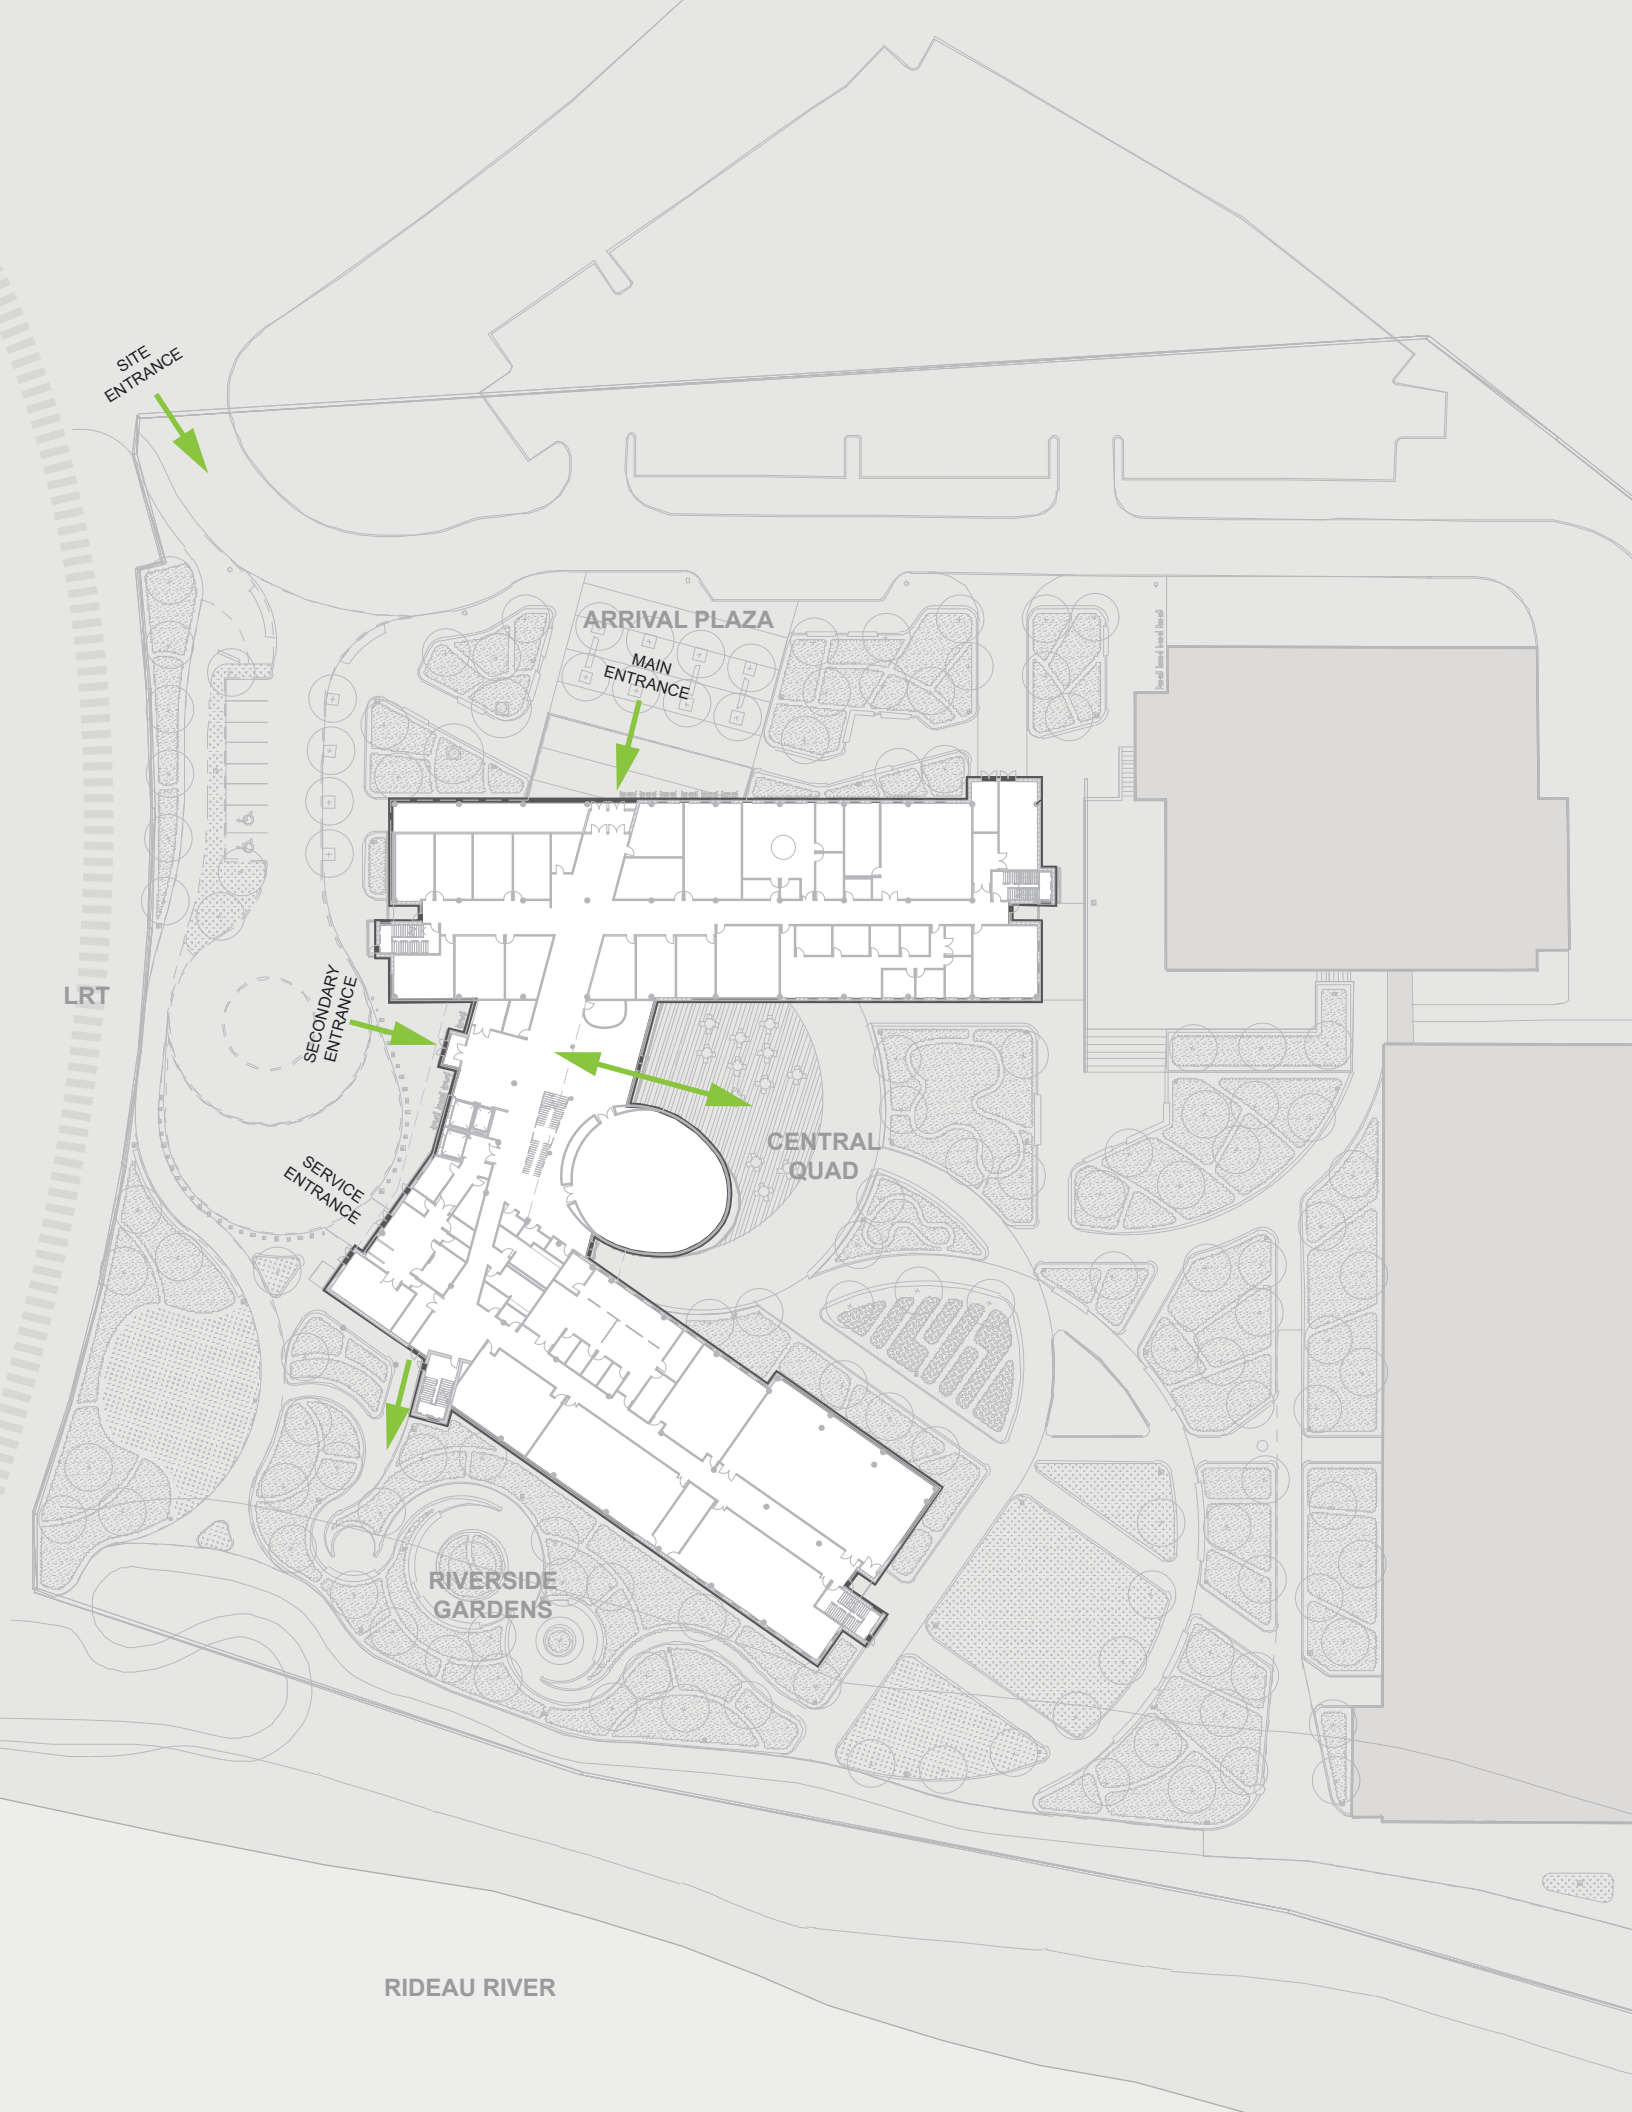 SITE
ENTRANCE
ARRIVAL PLAZA
MAIN
ENTRANCE
LRT
SECONDARY
ENTRANCE
CENTRAL
QUAD
SERVICE
ENTRANCE
RIVERSIDE
GARDENS
RIDEAU RIVER